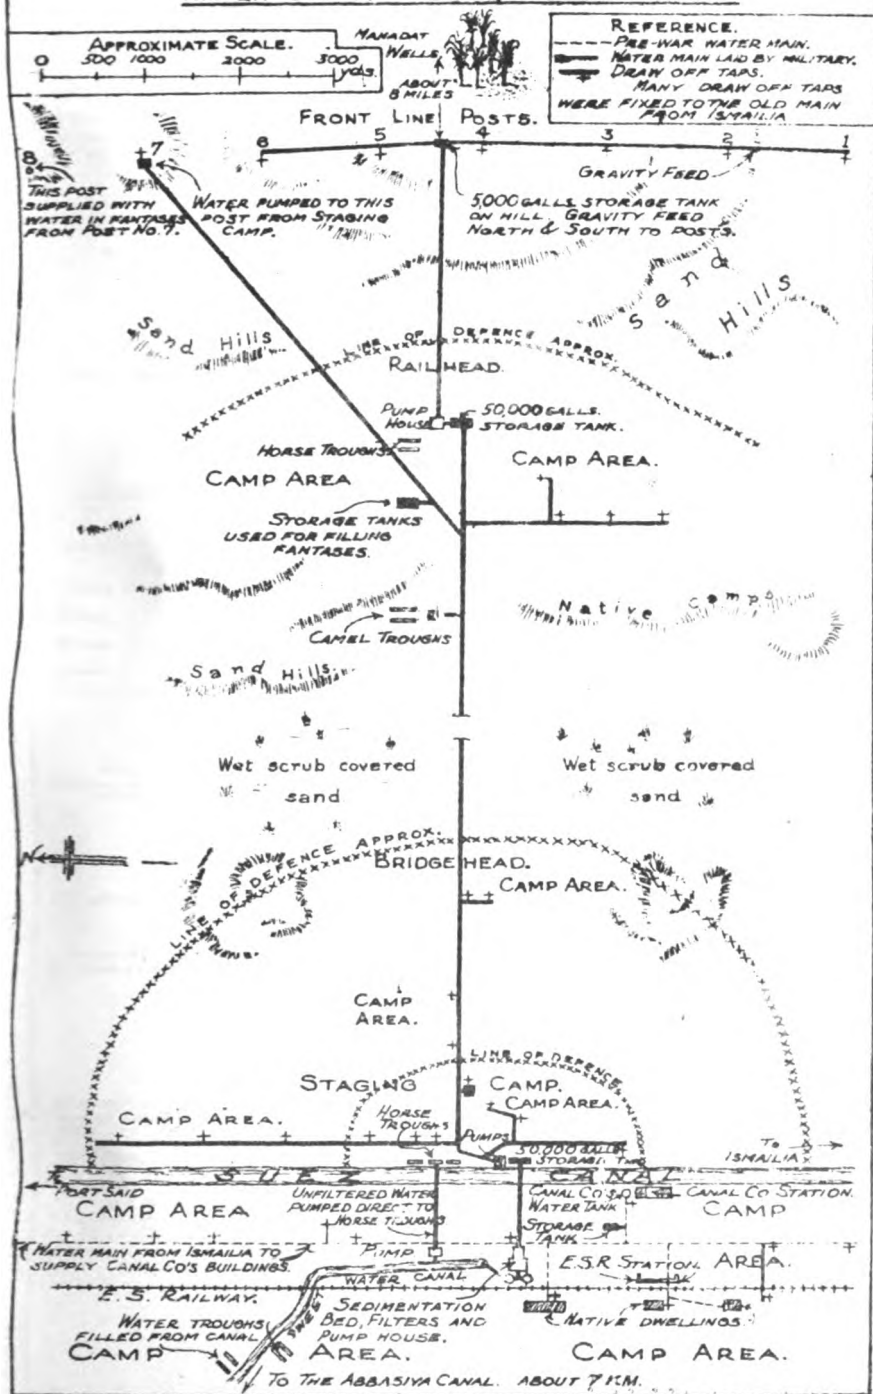 APPROXIMATE SCALE.
0 500 1000 2000 3000
yds.
MAHADAT
WELLS.
ABOUT
8 MILES
REFERENCE.
PRE-WAR WATER MAIN.
WATER MAIN LAID BY MILITARY.
DRAW OFF TAPS.
MANY DRAW OFF TAPS
WERE FIXED TO THE OLD MAIN
FROM ISMAILIA
FRONT LINE POSTS.
8 7 6 5 4 3 2 1
GRAVITY FEED
THIS POST
SUPPLIED WITH
WATER IN FANTASES
FROM POST No. 7.
WATER PUMPED TO THIS
POST FROM STAGING
CAMP.
5,000 GALLS STORAGE TANK
ON HILL. GRAVITY FEED
NORTH & SOUTH TO POSTS.
Sand Hills
Sand Hills
LINE OF DEFENCE APPROX.
RAILHEAD.
PUMP
HOUSE
50,000 GALLS.
STORAGE TANK.
HORSE TROUGHS
CAMP AREA
CAMP AREA.
STORAGE TANKS
USED FOR FILLING
FANTASES.
Native Camps
CAMEL TROUGHS
Sand Hills.
Wet scrub covered
sand
Wet scrub covered
sand
N
LINE OF DEFENCE APPROX.
BRIDGEHEAD.
CAMP AREA.
CAMP
AREA.
LINE OF DEFENCE
STAGING CAMP.
CAMP AREA.
CAMP AREA.
HORSE
TROUGHS
PUMPS
50,000 GALLS
STORAGE
TO
ISMAILIA
SUEZ CANAL
PORT SAID
CAMP AREA
UNFILTERED WATER
PUMPED DIRECT TO
HORSE TROUGHS
CANAL CO'S
WATER TANK
CANAL CO STATION.
CAMP
STORAGE
TANK
WATER MAIN FROM ISMAILIA TO
SUPPLY CANAL CO'S BUILDINGS.
PUMP
E.S.R STATION AREA.
WATER CANAL
E. S. RAILWAY.
WATER TROUGHS
FILLED FROM CANAL
SEDIMENTATION
BED, FILTERS AND
PUMP HOUSE.
NATIVE DWELLINGS
CAMP AREA.
CAMP AREA.
TO THE ABBASIYA CANAL. ABOUT 7 KM.